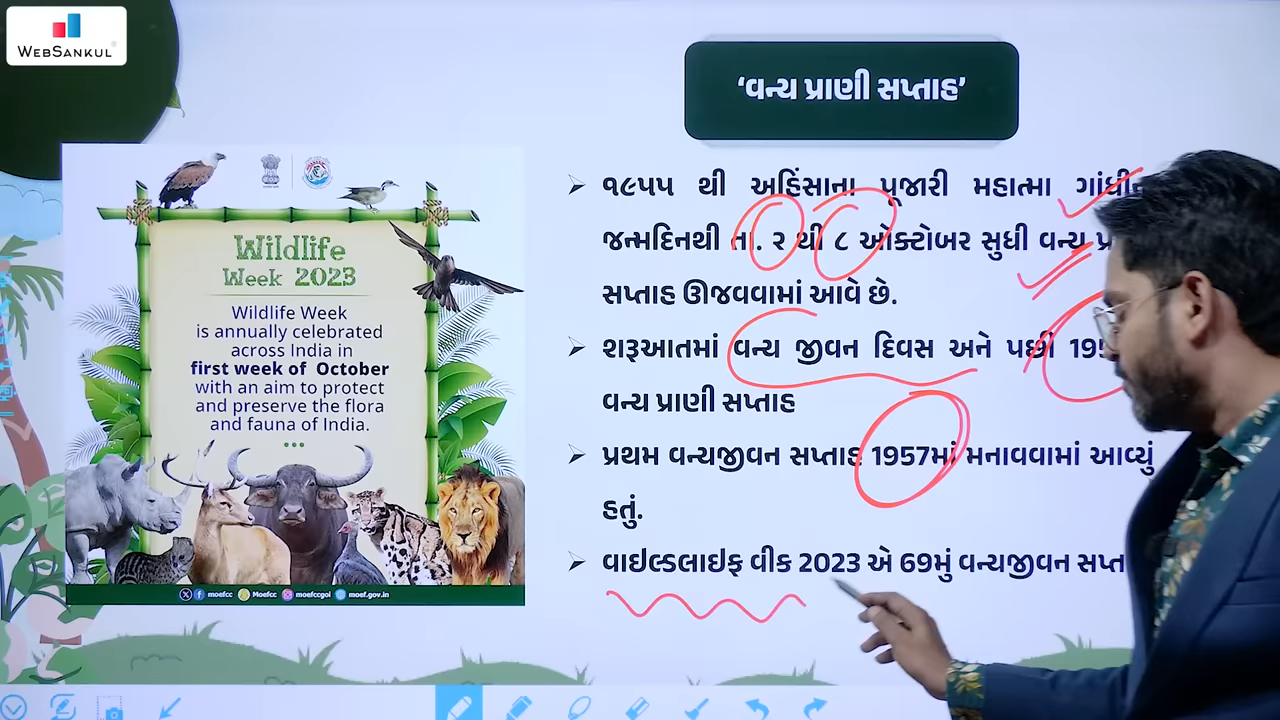 WEBSANKUL
‘વન્ય પ્રાણી સપ્તાહ’
Wildlife
Week 2023
Wildlife Week
is annually celebrated
across India in
first week of October
with an aim to protect
and preserve the flora
and fauna of India.
moefcc
Moefcc
moefccgoi
moef.gov.in
૧૯૫૫ થી અહિંસાના પૂજારી મહાત્મા
જન્મદિનથી તા. ૨ થી ૮ ઓક્ટોબર સુધી વન્ય
સપ્તાહ ઊજવવામાં આવે છે.
શરૂઆતમાં વન્ય જીવન દિવસ અને પછી
વન્ય પ્રાણી સપ્તાહ
પ્રથમ વન્યજીવન સપ્તાહ 1957માં મનાવવામાં આવ્યું
હતું.
વાઇલ્ડલાઇફ વીક 2023 એ 69મું વન્યજીવન